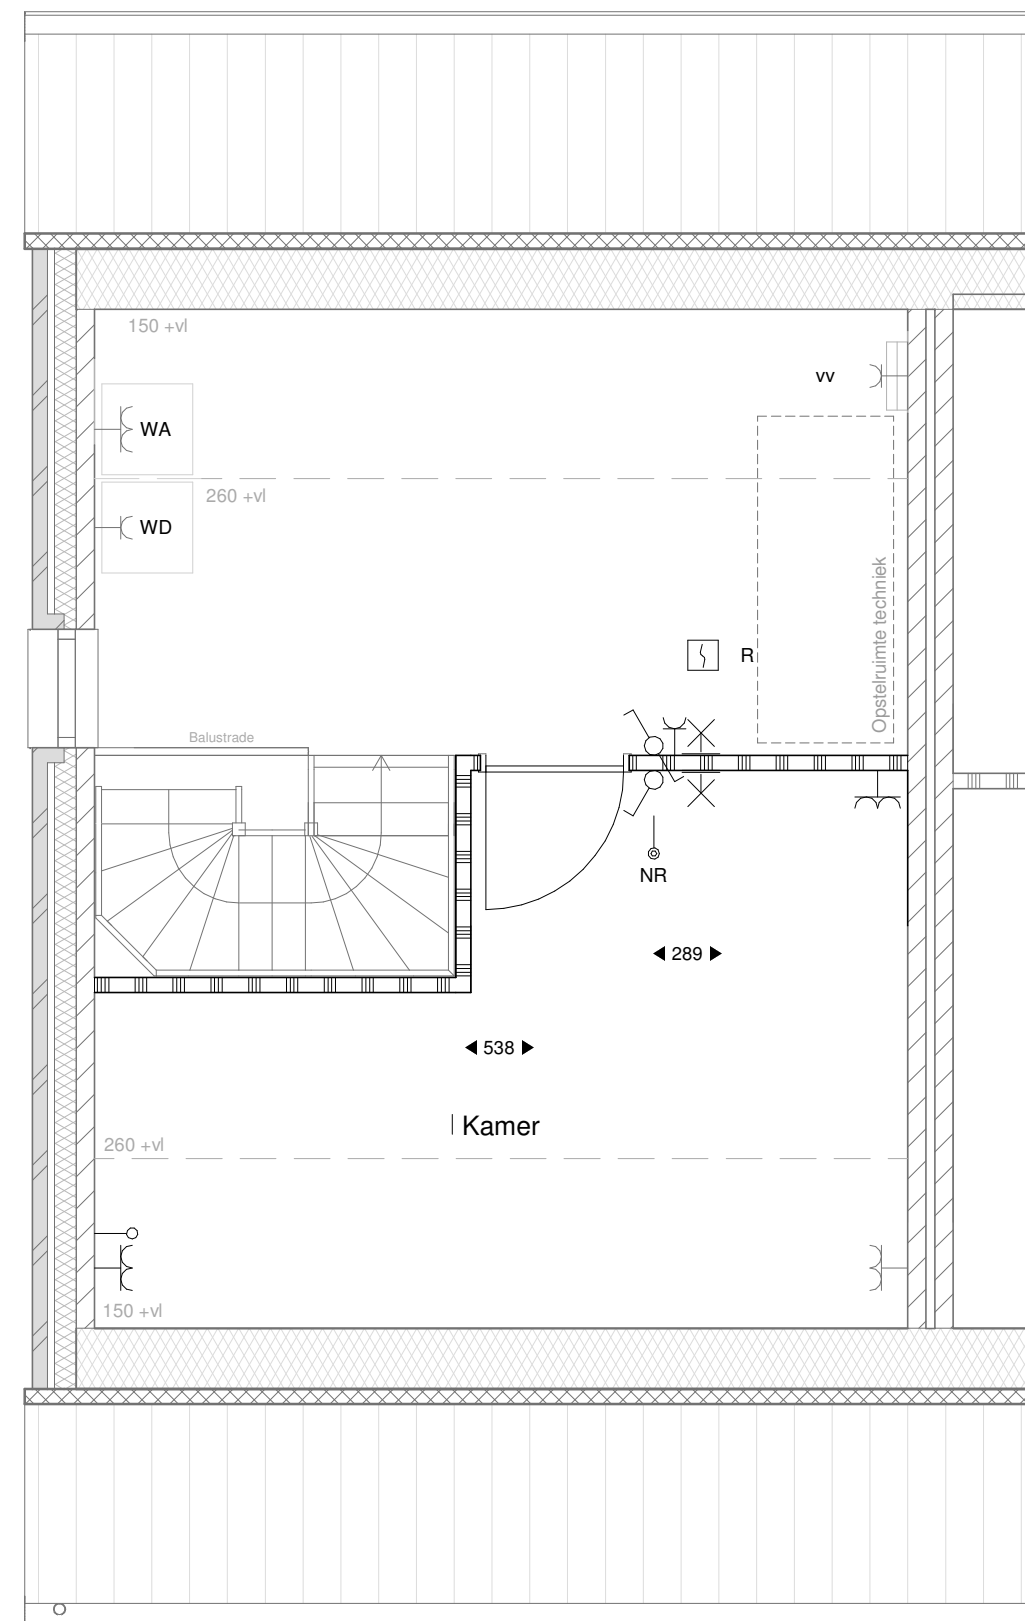 150 +vl
vv
WA
260 +vl
WD
Opstelruimte techniek
R
Balustrade
NR
289
538
Kamer
260 +vl
150 +vl